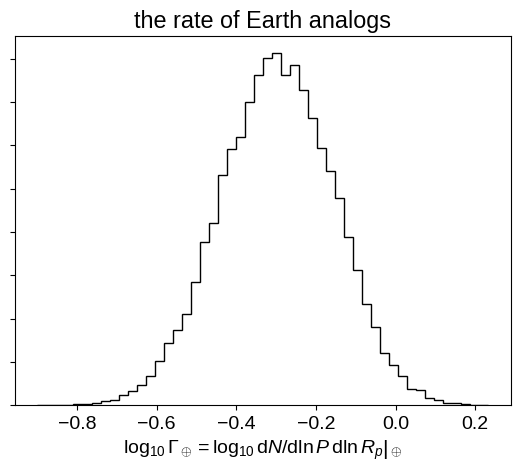 the rate of Earth analogs
−0.8 −0.6 −0.4 −0.2 0.0 0.2
log₁₀ Γ⊕ = log₁₀ dN/dln P dln Rₚ|⊕